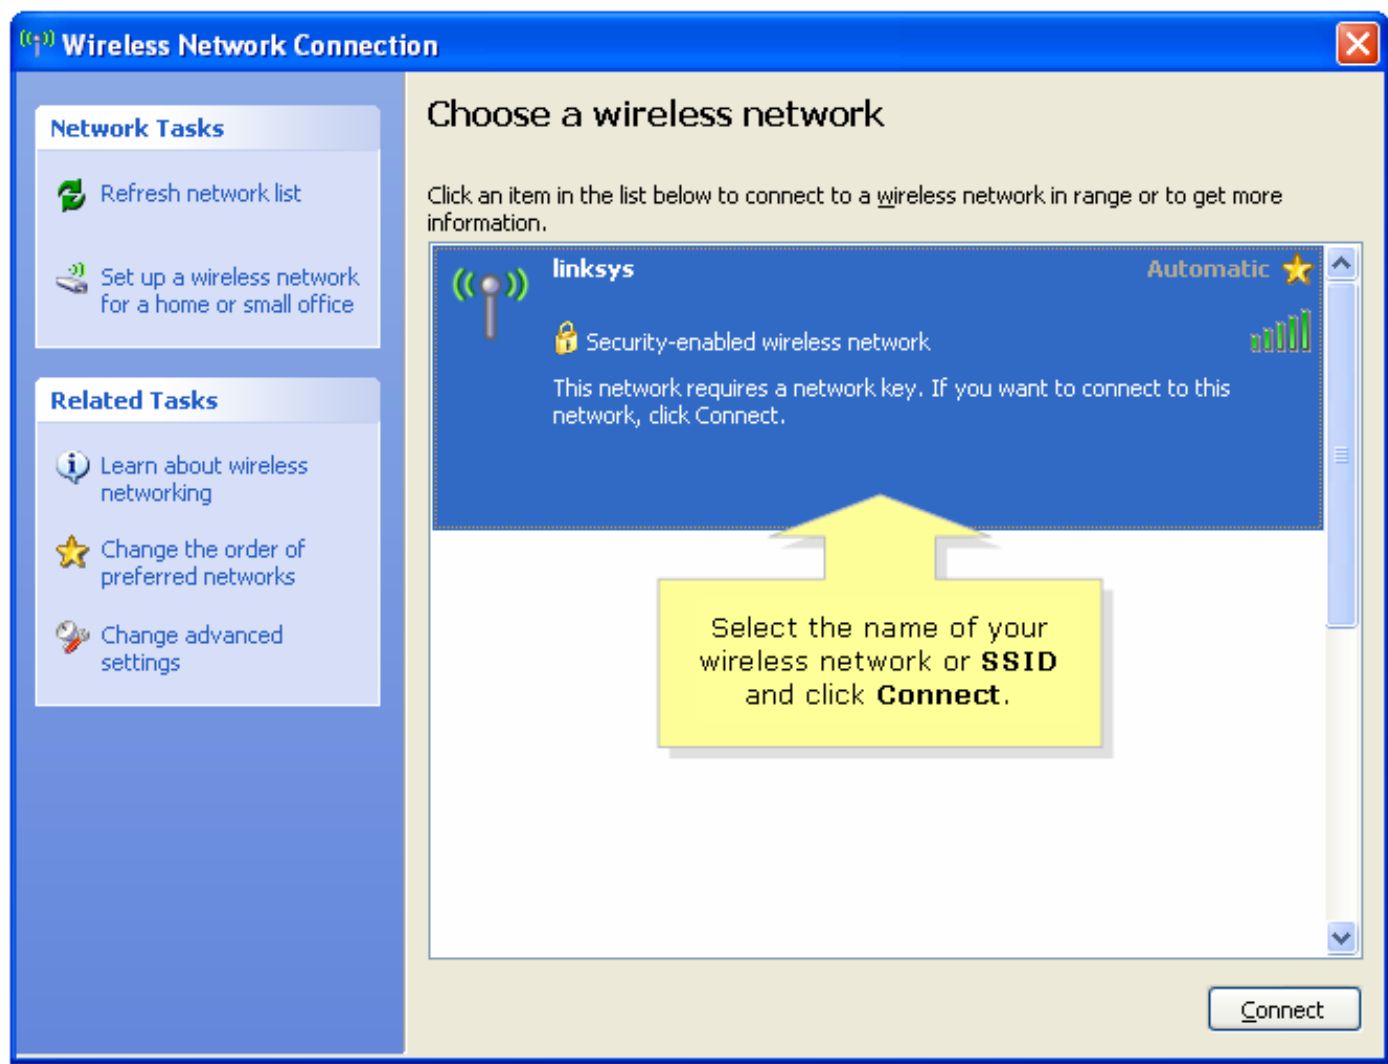 Wireless Network Connection
Network Tasks
Refresh network list
Set up a wireless network
for a home or small office
Related Tasks
Learn about wireless
networking
Change the order of
preferred networks
Change advanced
settings
Choose a wireless network
Click an item in the list below to connect to a wireless network in range or to get more
information.
linksys
Automatic
Security-enabled wireless network
This network requires a network key. If you want to connect to this
network, click Connect.
Select the name of your
wireless network or SSID
and click Connect.
Connect